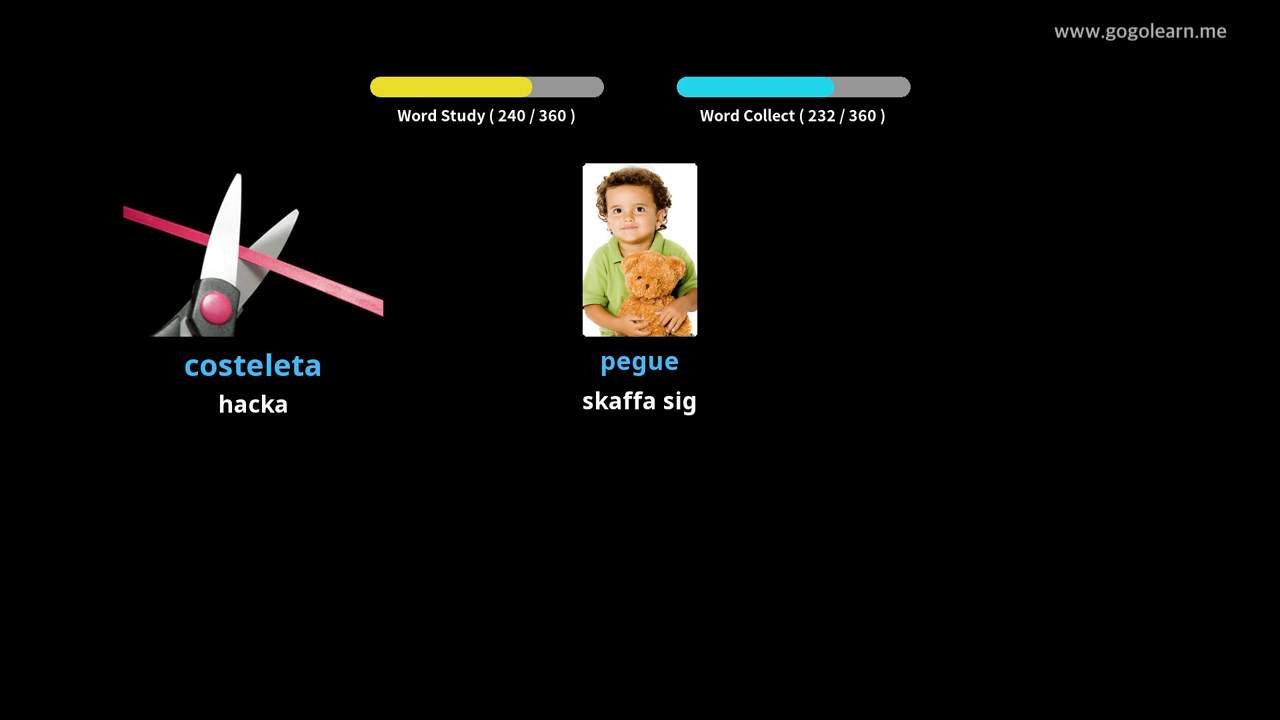 www.gogolearn.me
Word Study ( 240 / 360 )
Word Collect ( 232 / 360 )
costeleta
hacka
pegue
skaffa sig